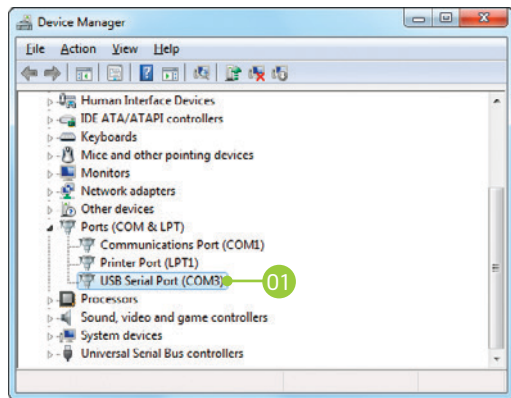 Device Manager
File Action View Help
Human Interface Devices
IDE ATA/ATAPI controllers
Keyboards
Mice and other pointing devices
Monitors
Network adapters
Other devices
Ports (COM & LPT)
Communications Port (COM1)
Printer Port (LPT1)
USB Serial Port (COM3)
01
Processors
Sound, video and game controllers
System devices
Universal Serial Bus controllers